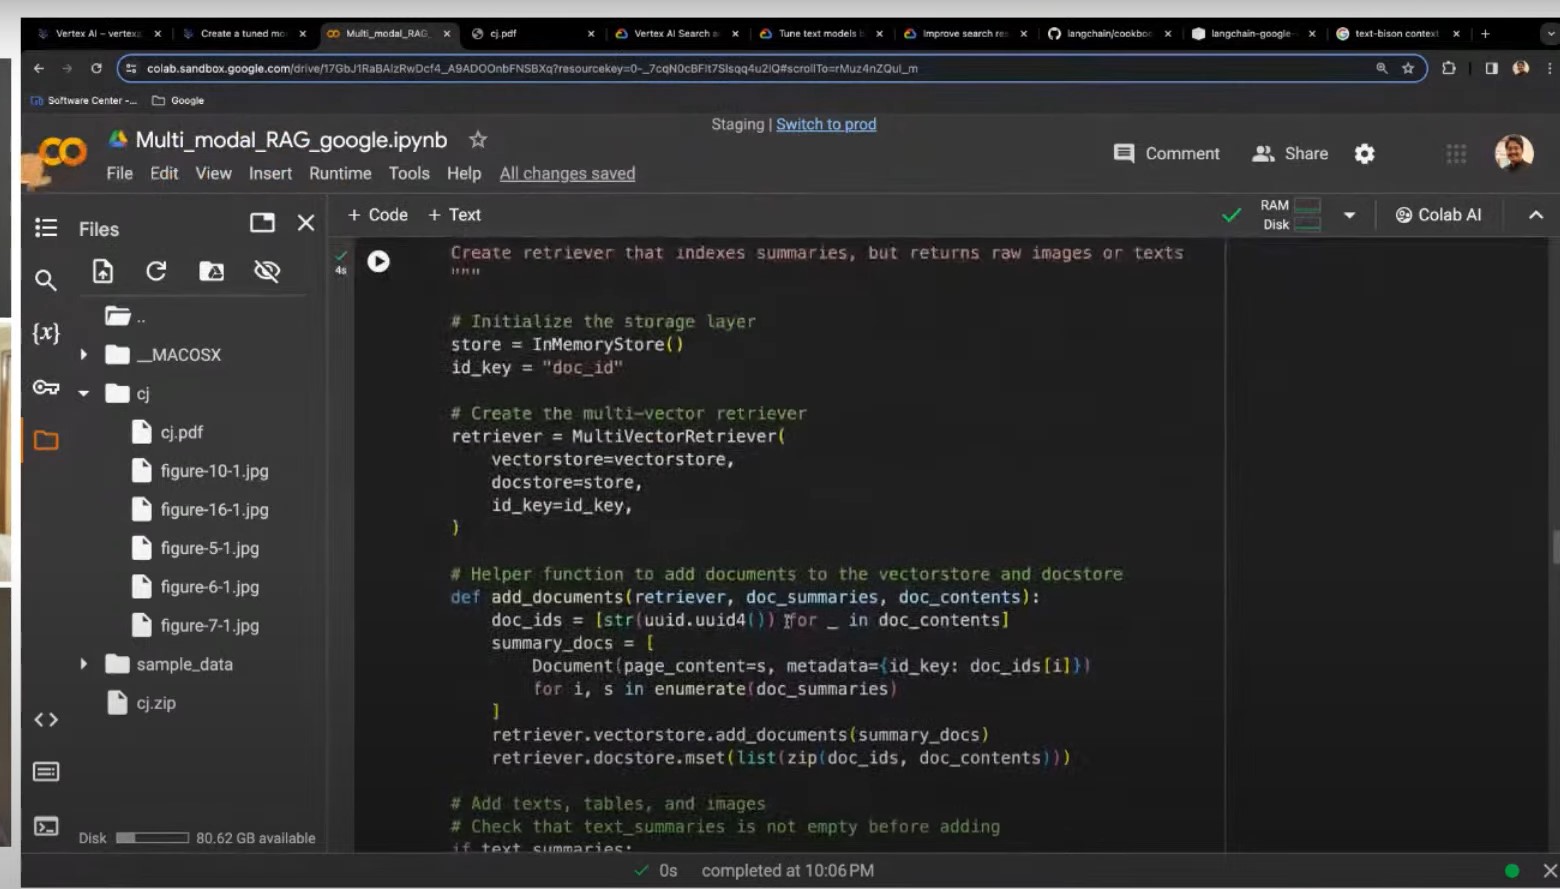 Vertex AI – vertex
Create a tuned mo
Multi_modal_RAG_
cj.pdf
Vertex AI Search a
Tune text models b
Improve search re
langchain/cookbo
langchain-google-
text-bison context
colab.sandbox.google.com/drive/17GbJ1RaBAlzRwDcf4_A9ADOOnbFNSBXq?resourcekey=0-_7cqN0cBFIt7SIsqq4u2IQ#scrollTo=rMuz4nZQuI_m
Software Center -...
Google
Staging | Switch to prod
Multi_modal_RAG_google.ipynb
Comment
Share
File Edit View Insert Runtime Tools Help All changes saved
Files
+ Code + Text
RAM
Disk
Colab AI
{x}
..
__MACOSX
cj
cj.pdf
figure-10-1.jpg
figure-16-1.jpg
figure-5-1.jpg
figure-6-1.jpg
figure-7-1.jpg
sample_data
cj.zip
Disk 80.62 GB available
4s
Create retriever that indexes summaries, but returns raw images or texts
"""
# Initialize the storage layer
store = InMemoryStore()
id_key = "doc_id"
# Create the multi-vector retriever
retriever = MultiVectorRetriever(
vectorstore=vectorstore,
docstore=store,
id_key=id_key,
)
# Helper function to add documents to the vectorstore and docstore
def add_documents(retriever, doc_summaries, doc_contents):
doc_ids = [str(uuid.uuid4()) for _ in doc_contents]
summary_docs = [
Document(page_content=s, metadata={id_key: doc_ids[i]})
for i, s in enumerate(doc_summaries)
]
retriever.vectorstore.add_documents(summary_docs)
retriever.docstore.mset(list(zip(doc_ids, doc_contents)))
# Add texts, tables, and images
# Check that text_summaries is not empty before adding
if text_summaries:
0s completed at 10:06 PM